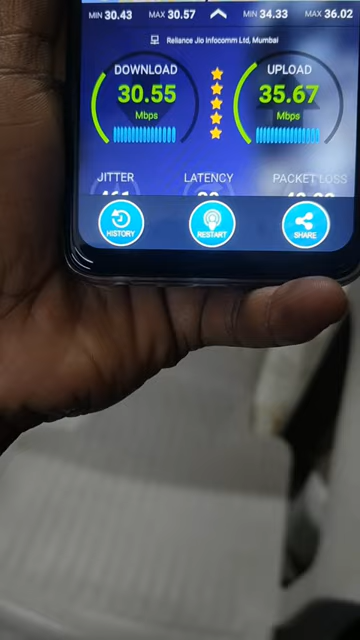 MIN 30.43 MAX 30.57 MIN 34.33 MAX 36.02
Reliance Jio Infocomm Ltd, Mumbai
DOWNLOAD UPLOAD
30.55 35.67
Mbps Mbps
JITTER LATENCY PACKET LOSS
HISTORY RESTART SHARE